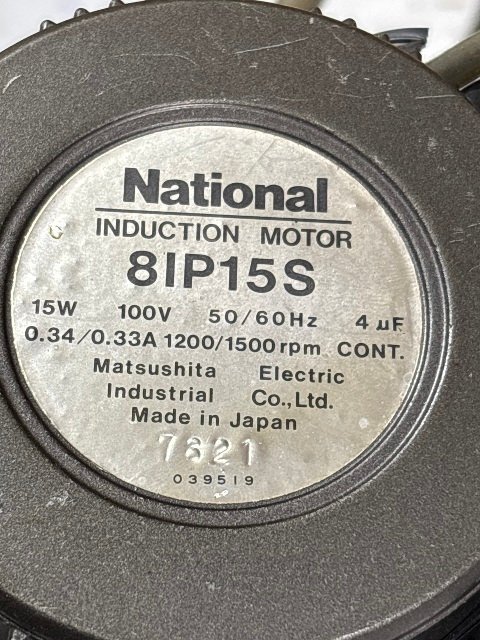 National
INDUCTION MOTOR
8IP15S
15W 100V 50/60Hz 4 µF
0.34/0.33A 1200/1500rpm CONT.
Matsushita Electric
Industrial Co.,Ltd.
Made in Japan
7321
039519